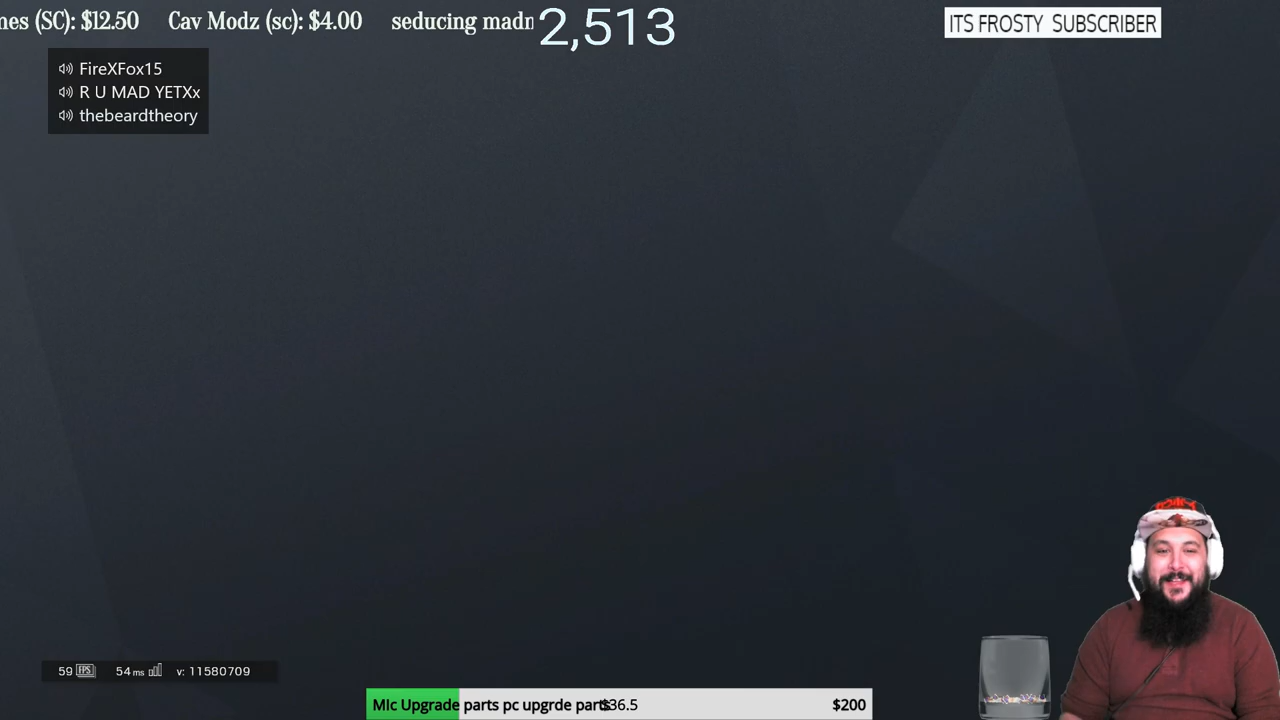 nes (SC): $12.50 Cav Modz (sc): $4.00 seducing madn
2,513
ITS FROSTY SUBSCRIBER
FireXFox15
R U MAD YETXx
thebeardtheory
59 FPS 54 ms v: 11580709
MIc Upgrade parts pc upgrde parts $36.5 $200